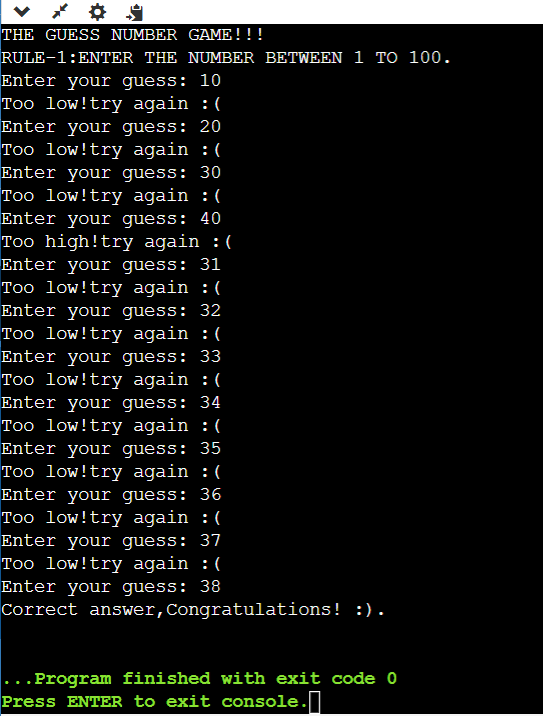 THE GUESS NUMBER GAME!!!
RULE-1:ENTER THE NUMBER BETWEEN 1 TO 100.
Enter your guess: 10
Too low!try again :(
Enter your guess: 20
Too low!try again :(
Enter your guess: 30
Too low!try again :(
Enter your guess: 40
Too high!try again :(
Enter your guess: 31
Too low!try again :(
Enter your guess: 32
Too low!try again :(
Enter your guess: 33
Too low!try again :(
Enter your guess: 34
Too low!try again :(
Enter your guess: 35
Too low!try again :(
Enter your guess: 36
Too low!try again :(
Enter your guess: 37
Too low!try again :(
Enter your guess: 38
Correct answer,Congratulations! :).
...Program finished with exit code 0
Press ENTER to exit console.